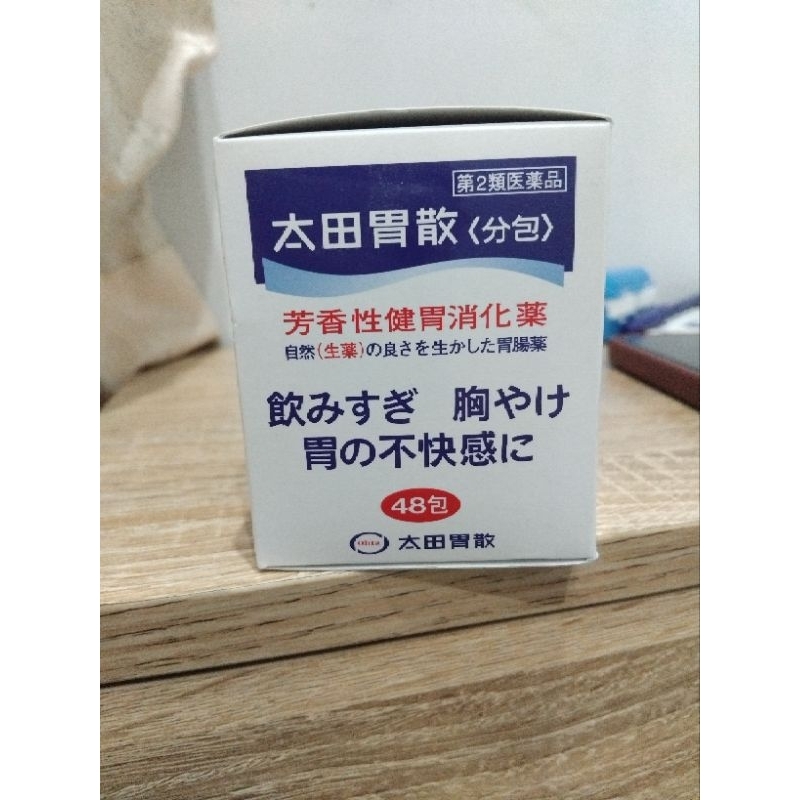 第2類医薬品
太田胃散〈分包〉
芳香性健胃消化薬
自然(生薬)の良さを生かした胃腸薬
飲みすぎ 胸やけ
胃の不快感に
48包
太田胃散